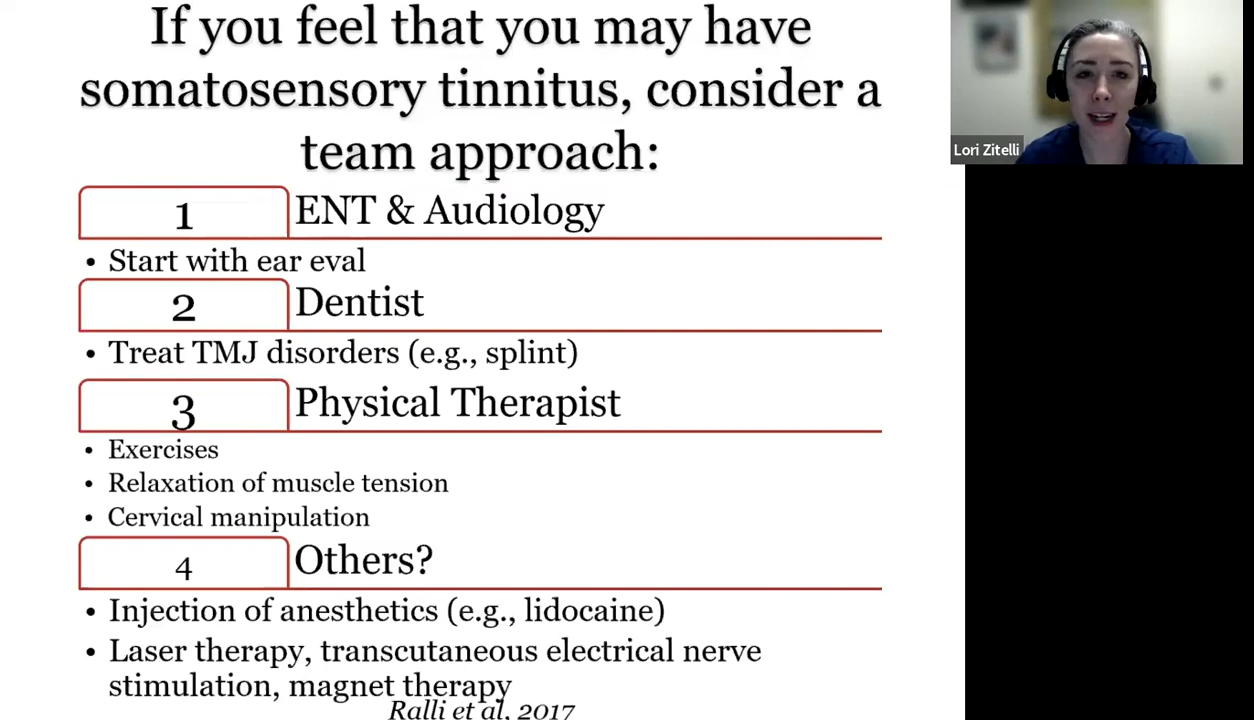 If you feel that you may have
somatosensory tinnitus, consider a
team approach:
1 ENT & Audiology
• Start with ear eval
2 Dentist
• Treat TMJ disorders (e.g., splint)
3 Physical Therapist
• Exercises
• Relaxation of muscle tension
• Cervical manipulation
4 Others?
• Injection of anesthetics (e.g., lidocaine)
• Laser therapy, transcutaneous electrical nerve
stimulation, magnet therapy
Ralli et al, 2017
Lori Zitelli